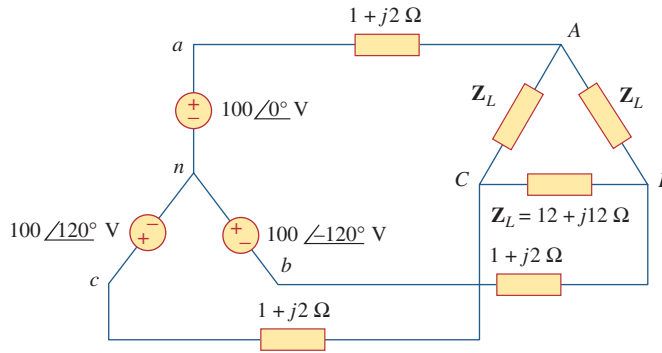 1 + j2 Ω
a
A
100 /0° V
+
−
Z_L
Z_L
n
C
100 /120° V
−
+
+
−
100 /−120° V
Z_L = 12 + j12 Ω
b
1 + j2 Ω
c
1 + j2 Ω